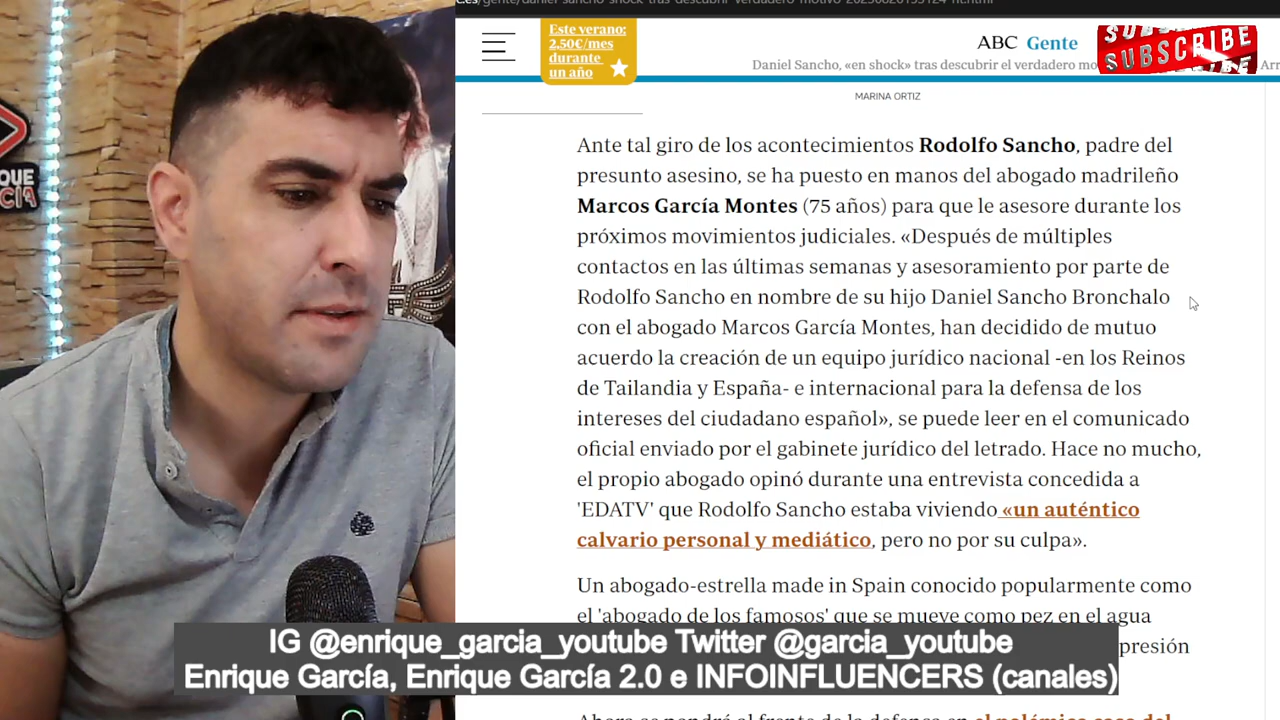 Este verano:
2,50€/mes
durante
un año
ABC Gente
SUBSCRIBE
Daniel Sancho, «en shock» tras descubrir el verdadero
MARINA ORTIZ
Ante tal giro de los acontecimientos Rodolfo Sancho, padre del
presunto asesino, se ha puesto en manos del abogado madrileño
Marcos García Montes (75 años) para que le asesore durante los
próximos movimientos judiciales. «Después de múltiples
contactos en las últimas semanas y asesoramiento por parte de
Rodolfo Sancho en nombre de su hijo Daniel Sancho Bronchalo
con el abogado Marcos García Montes, han decidido de mutuo
acuerdo la creación de un equipo jurídico nacional -en los Reinos
de Tailandia y España- e internacional para la defensa de los
intereses del ciudadano español», se puede leer en el comunicado
oficial enviado por el gabinete jurídico del letrado. Hace no mucho,
el propio abogado opinó durante una entrevista concedida a
'EDATV' que Rodolfo Sancho estaba viviendo «un auténtico
calvario personal y mediático, pero no por su culpa».
Un abogado-estrella made in Spain conocido popularmente como
el 'abogado de los famosos' que se mueve como pez en el agua
presión
IG @enrique_garcia_youtube Twitter @garcia_youtube
Enrique García, Enrique García 2.0 e INFOINFLUENCERS (canales)